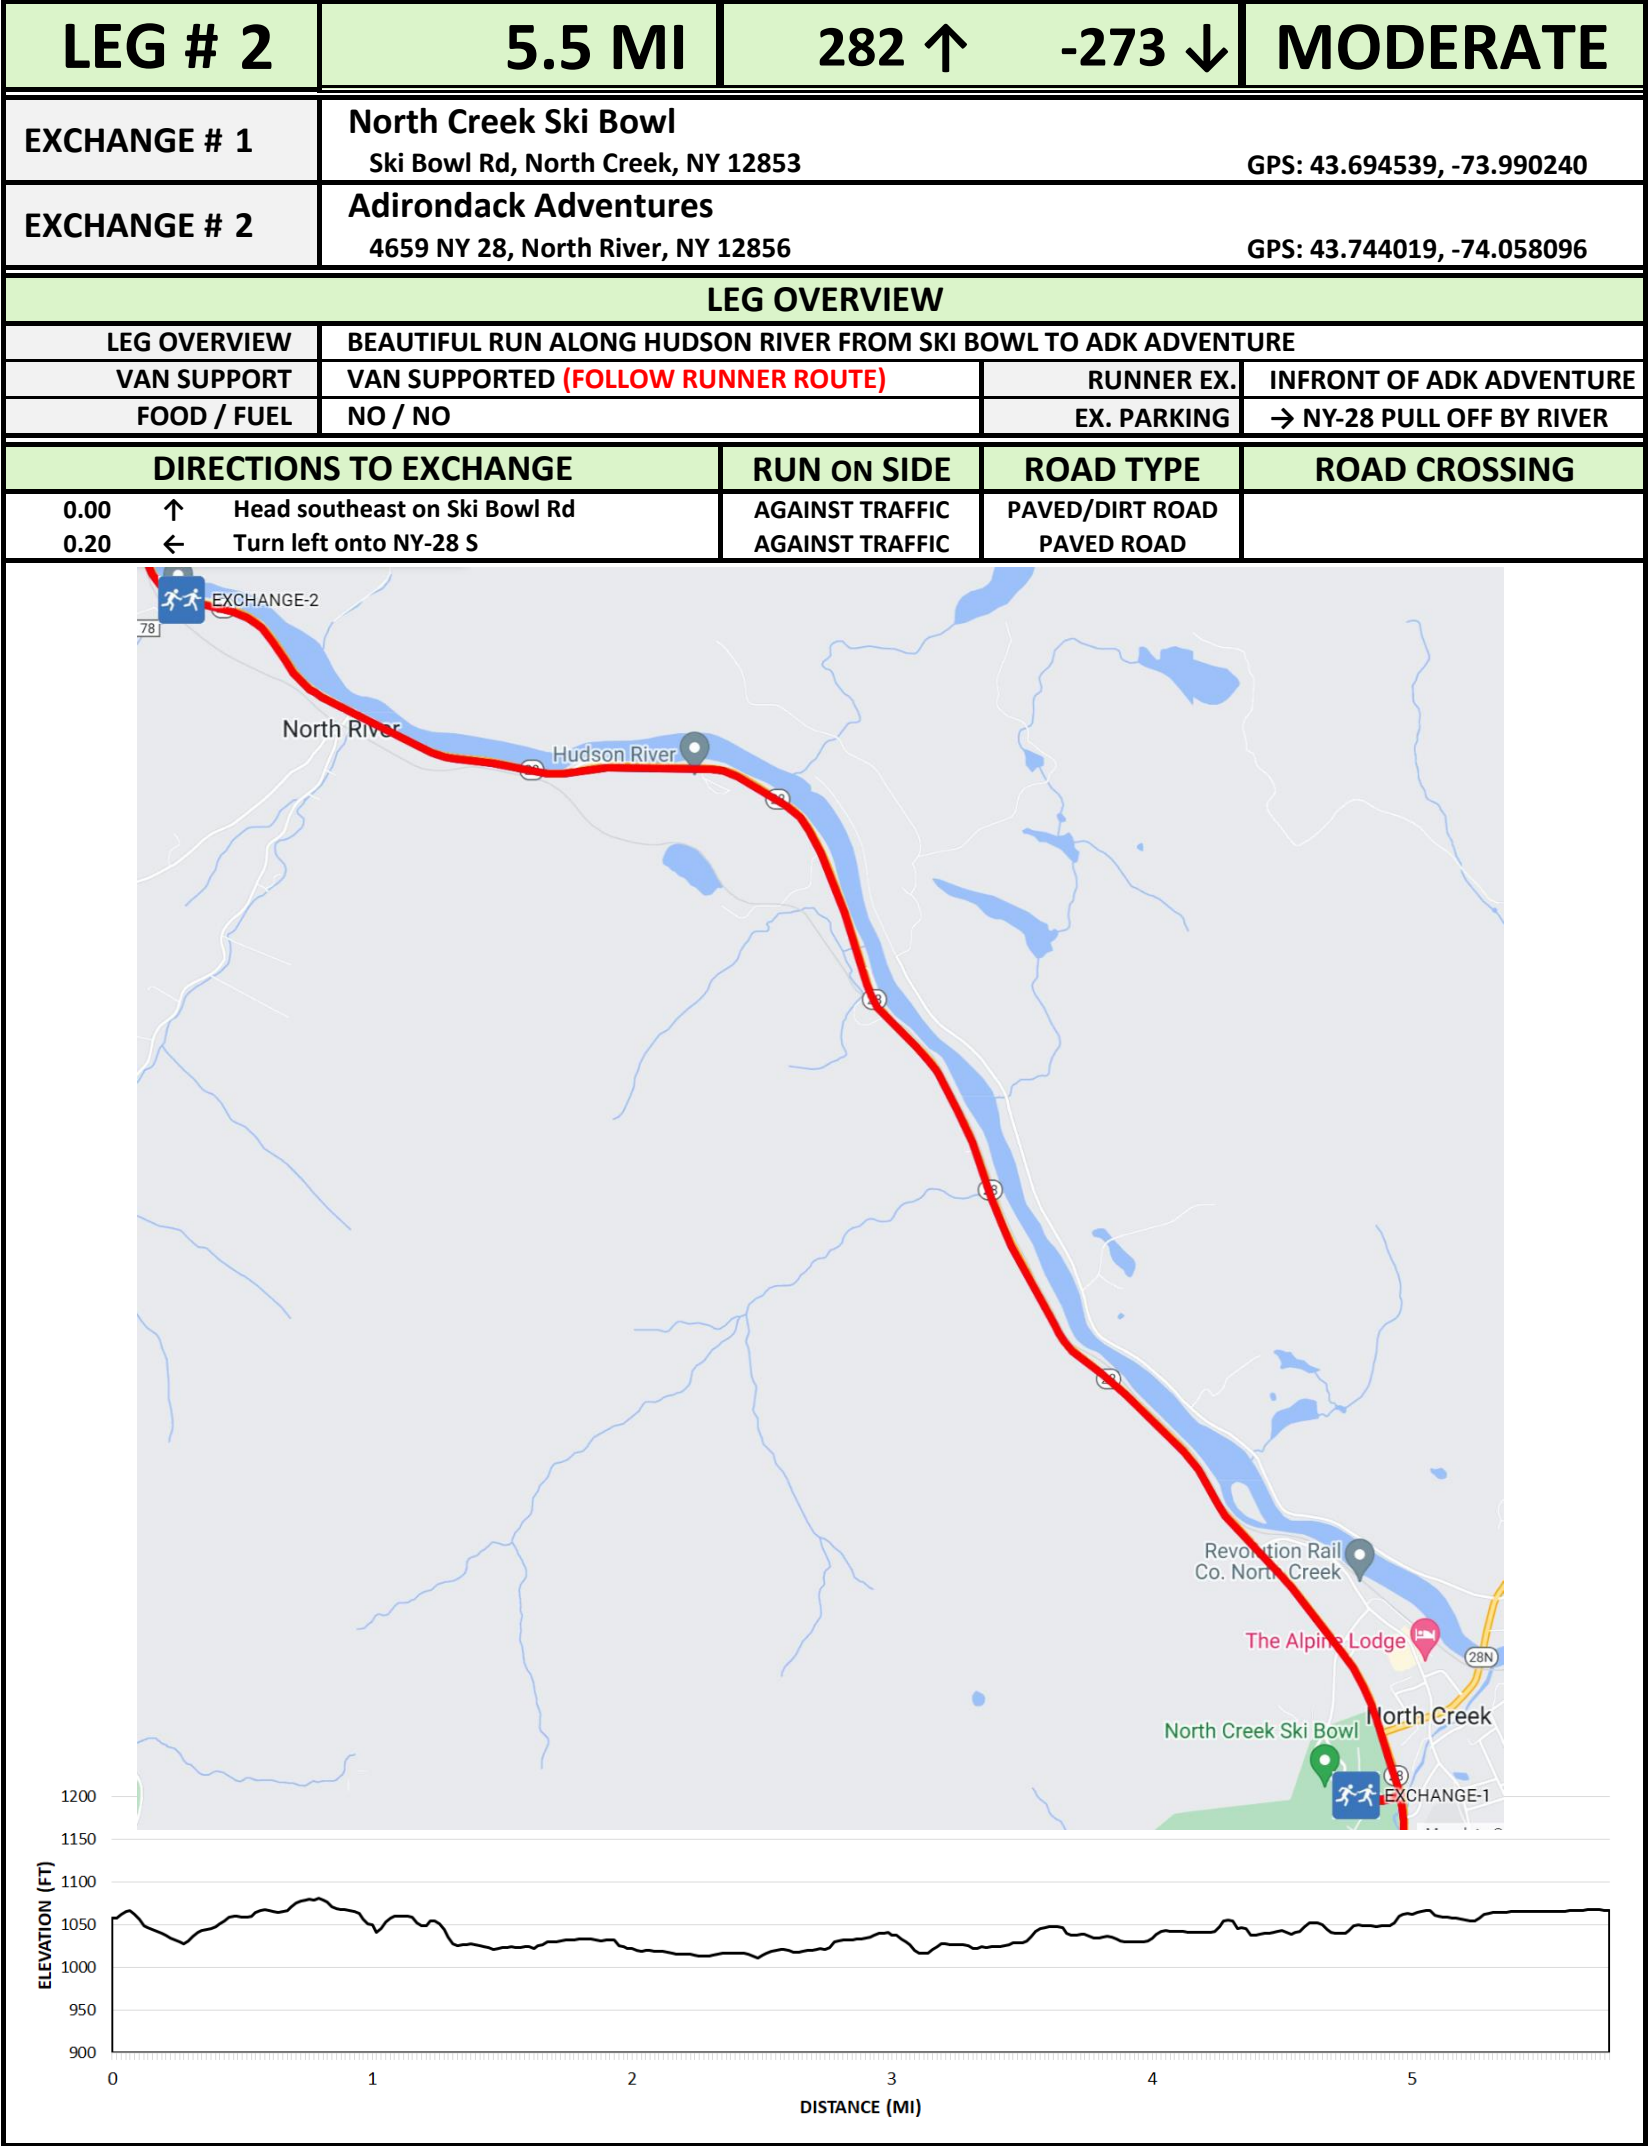 LEG # 2 5.5 MI 282 ↑ -273 ↓ MODERATE
EXCHANGE # 1 North Creek Ski Bowl
Ski Bowl Rd, North Creek, NY 12853 GPS: 43.694539, -73.990240
EXCHANGE # 2 Adirondack Adventures
4659 NY 28, North River, NY 12856 GPS: 43.744019, -74.058096
LEG OVERVIEW
LEG OVERVIEW BEAUTIFUL RUN ALONG HUDSON RIVER FROM SKI BOWL TO ADK ADVENTURE
VAN SUPPORT VAN SUPPORTED (FOLLOW RUNNER ROUTE) RUNNER EX. INFRONT OF ADK ADVENTURE
FOOD / FUEL NO / NO EX. PARKING → NY-28 PULL OFF BY RIVER
DIRECTIONS TO EXCHANGE RUN ON SIDE ROAD TYPE ROAD CROSSING
0.00 ↑ Head southeast on Ski Bowl Rd AGAINST TRAFFIC PAVED/DIRT ROAD
0.20 ← Turn left onto NY-28 S AGAINST TRAFFIC PAVED ROAD
EXCHANGE-2
78
North River
Hudson River
28
28
28
28
28
Revolution Rail
Co. North Creek
The Alpine Lodge
28N
North Creek
North Creek Ski Bowl
28
EXCHANGE-1
1200
1150
1100
1050
1000
950
900
ELEVATION (FT)
0 1 2 3 4 5
DISTANCE (MI)